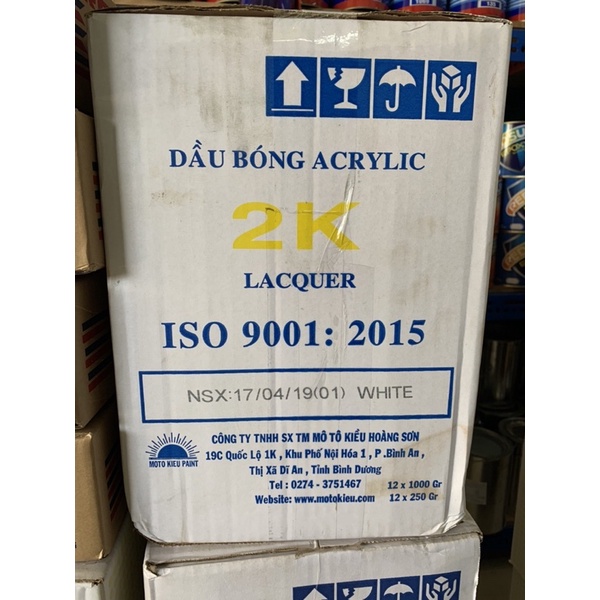 DẦU BÓNG ACRYLIC
2K
LACQUER
ISO 9001: 2015
NSX:17/04/19(01) WHITE
MOTO KIEU PAINT
CÔNG TY TNHH SX TM MÔ TÔ KIỀU HOÀNG SƠN
19C Quốc Lộ 1K , Khu Phố Nội Hóa 1 , P .Bình An ,
Thị Xã Dĩ An , Tỉnh Bình Dương
Tel : 0274 - 3751467
12 x 1000 Gr
Website: www.motokieu.com
12 x 250 Gr